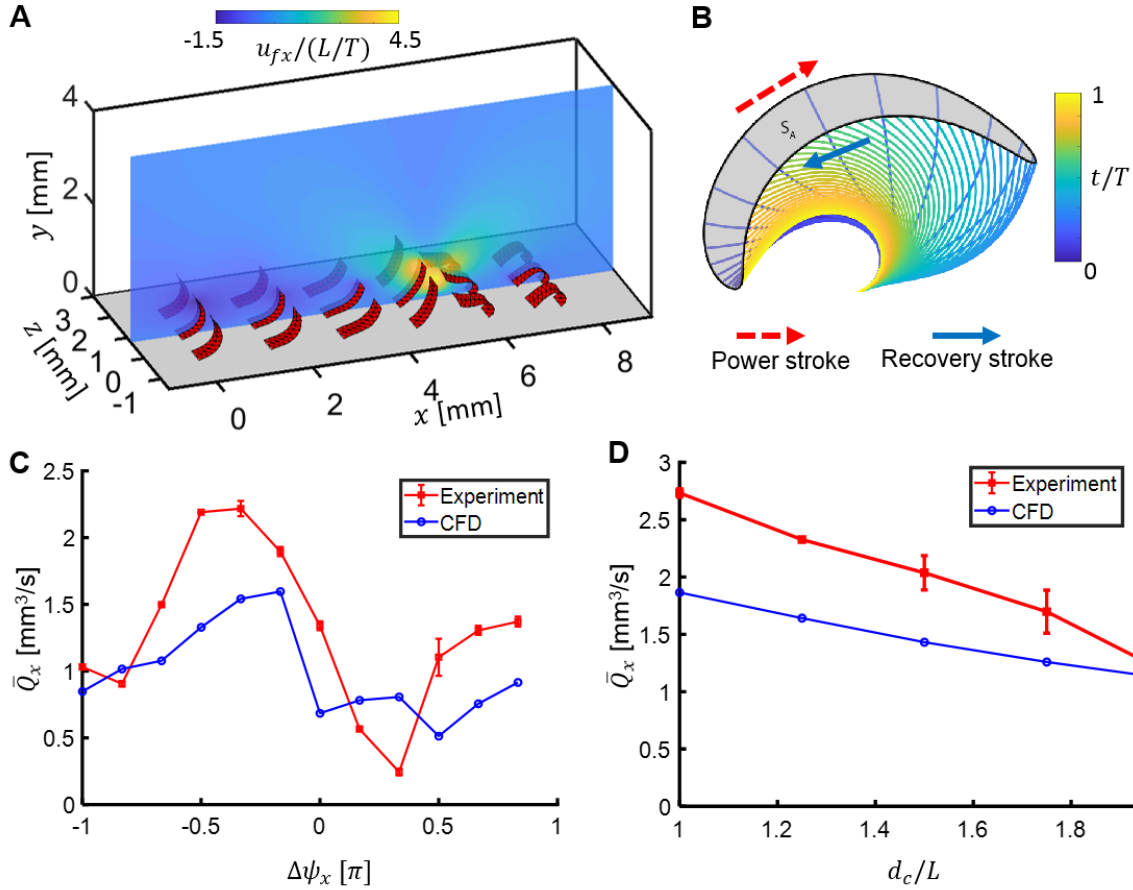 A
-1.5 4.5
u_{fx}/(L/T)
4
2
0
y [mm]
3
2
1
0
-1
z [mm]
0 2 4 6 8
x [mm]
B
S_A
1
t/T
0
Power stroke
Recovery stroke
C
2.5
2
1.5
1
0.5
0
Q̄_x [mm³/s]
Experiment
CFD
-1 -0.5 0 0.5 1
Δψ_x [π]
D
3
2.5
2
1.5
1
0.5
0
Q̄_x [mm³/s]
Experiment
CFD
1 1.2 1.4 1.6 1.8
d_c/L